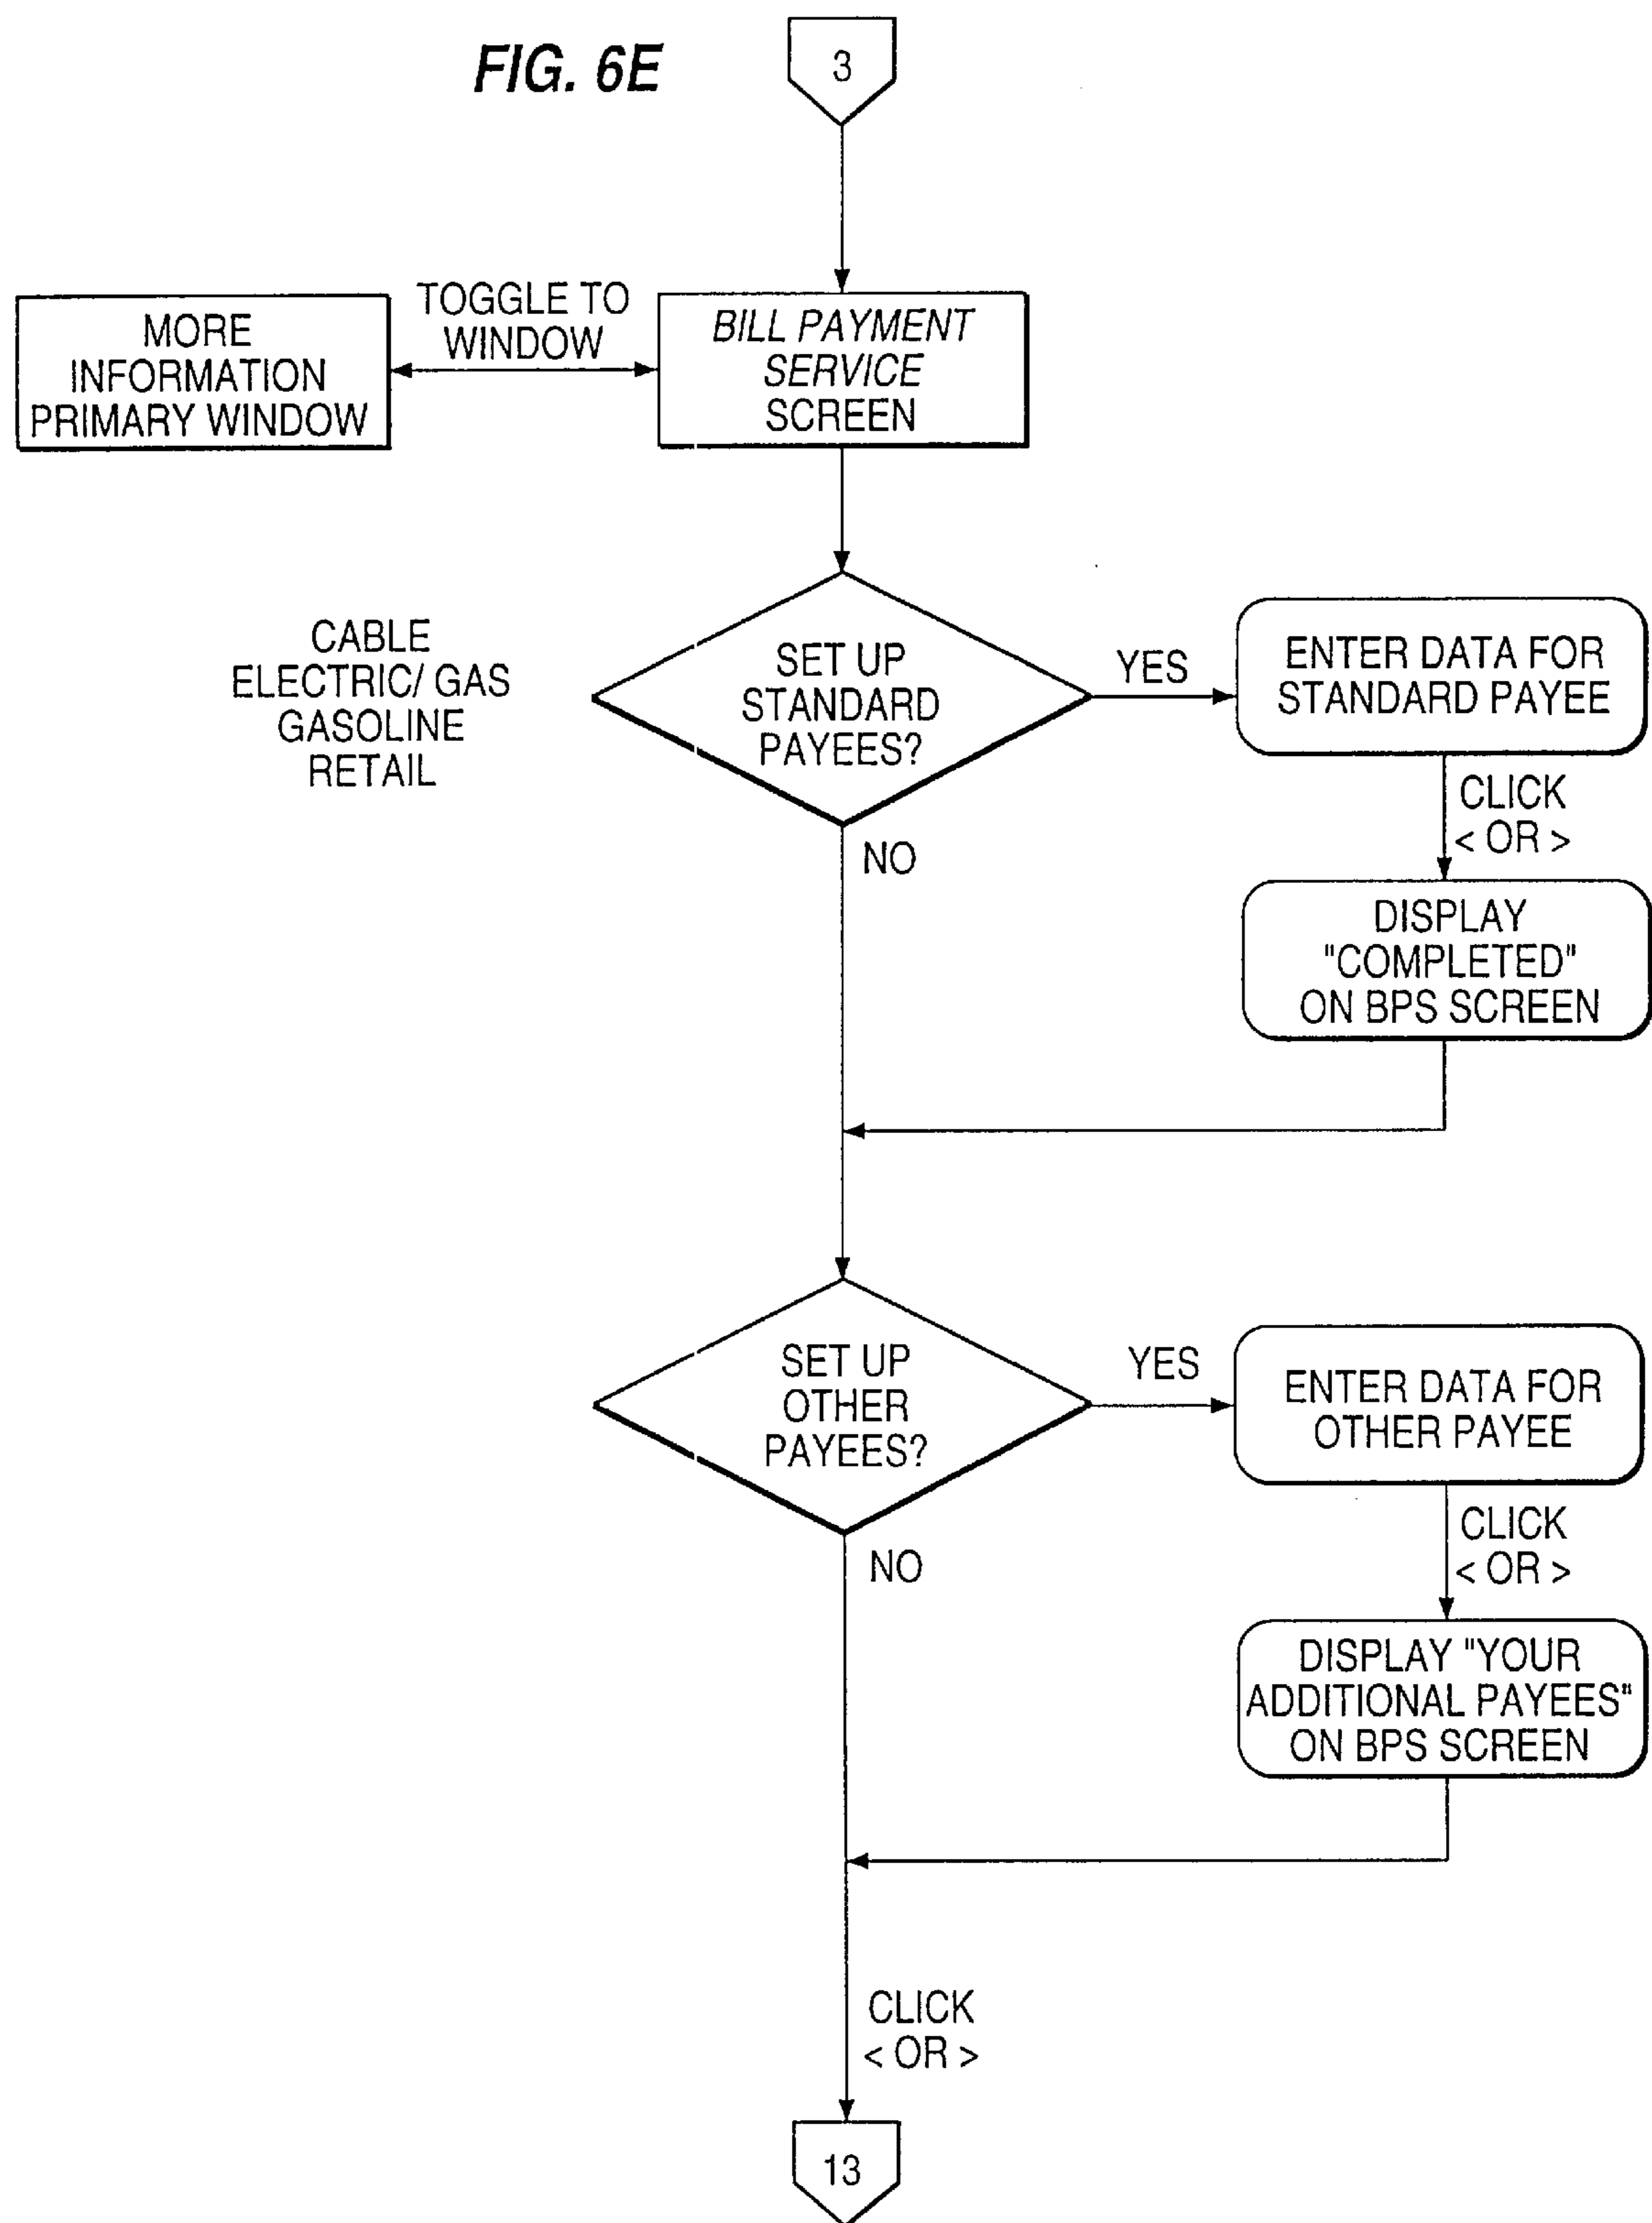 FIG. 6E
3
MORE
INFORMATION
PRIMARY WINDOW
TOGGLE TO
WINDOW
BILL PAYMENT
SERVICE
SCREEN
CABLE
ELECTRIC/ GAS
GASOLINE
RETAIL
SET UP
STANDARD
PAYEES?
YES
ENTER DATA FOR
STANDARD PAYEE
CLICK
< OR >
NO
DISPLAY
"COMPLETED"
ON BPS SCREEN
SET UP
OTHER
PAYEES?
YES
ENTER DATA FOR
OTHER PAYEE
CLICK
< OR >
NO
DISPLAY "YOUR
ADDITIONAL PAYEES"
ON BPS SCREEN
CLICK
< OR >
13